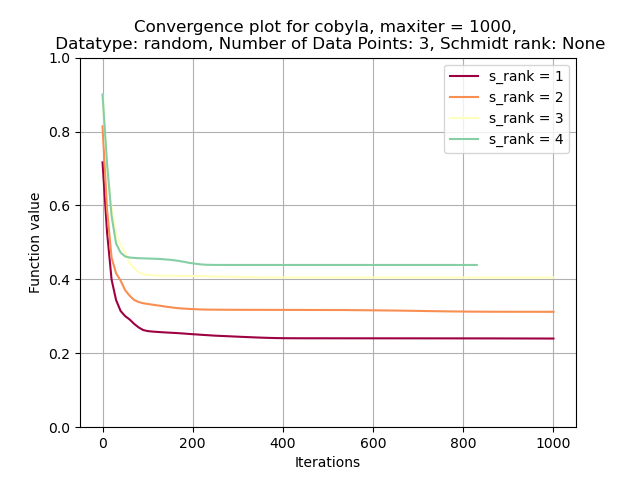 Convergence plot for cobyla, maxiter = 1000,
Datatype: random, Number of Data Points: 3, Schmidt rank: None
1.0
0.8
0.6
0.4
0.2
0.0
Function value
s_rank = 1
s_rank = 2
s_rank = 3
s_rank = 4
0 200 400 600 800 1000
Iterations